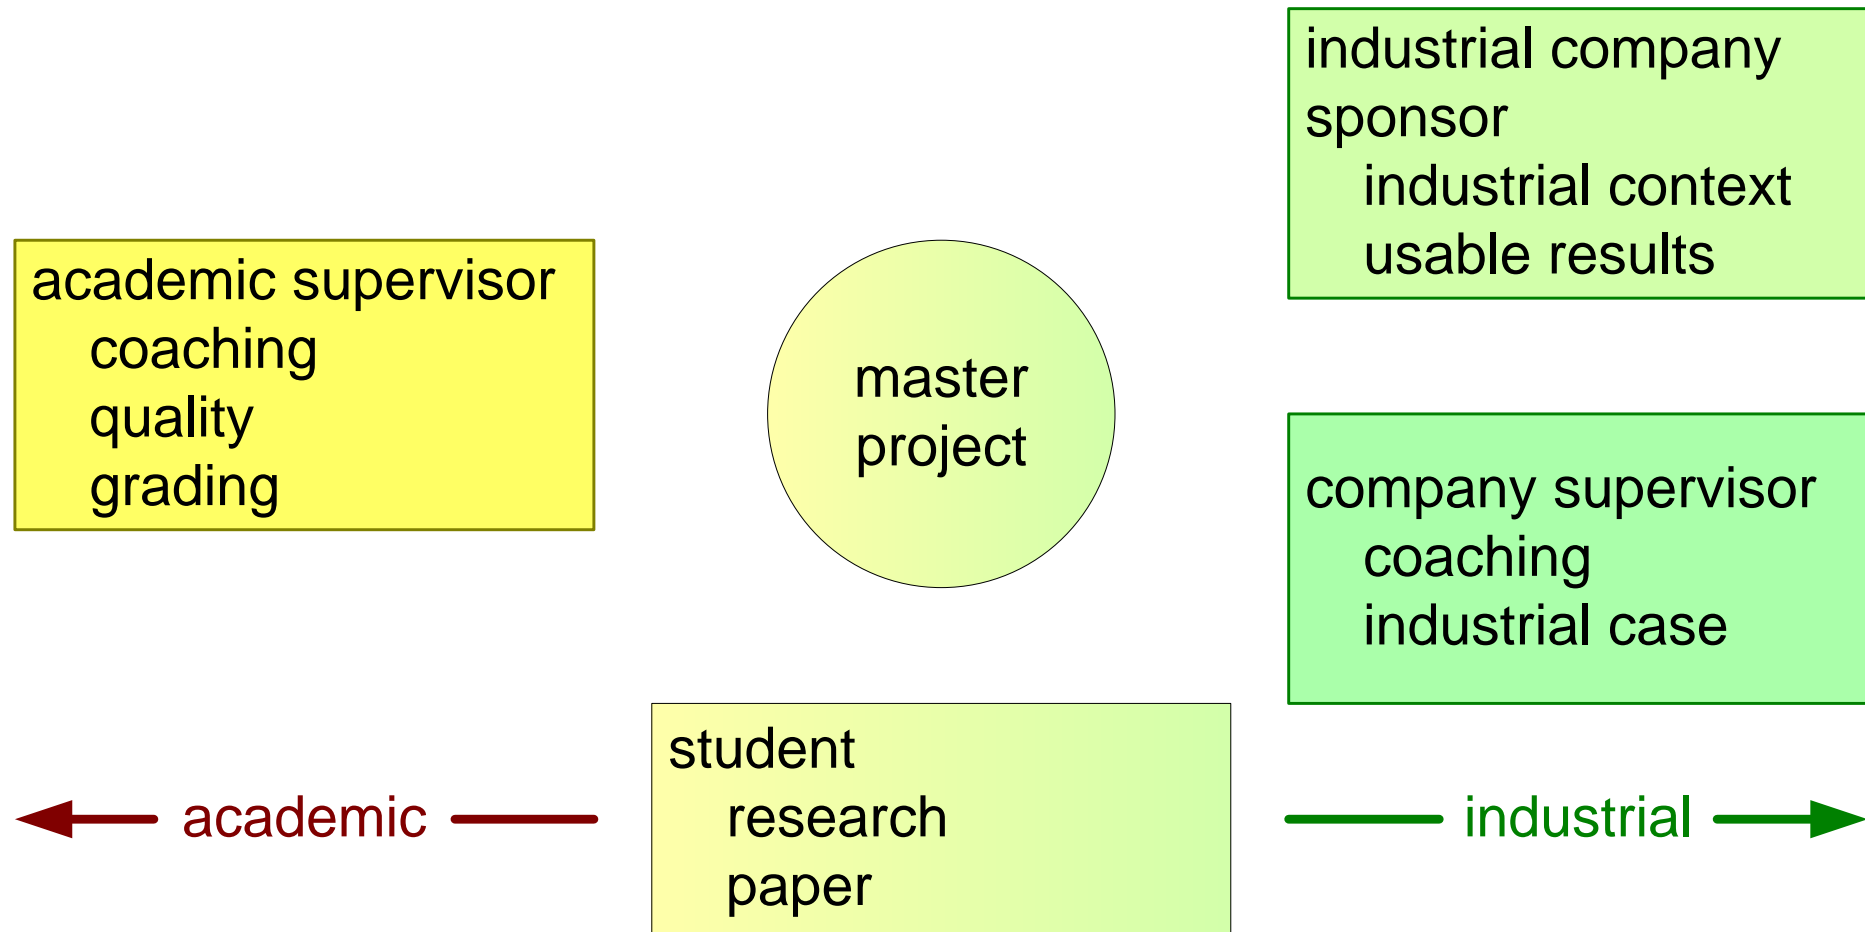 industrial company
sponsor
industrial context
usable results
academic supervisor
coaching
quality
grading
master
project
company supervisor
coaching
industrial case
student
research
paper
academic
industrial